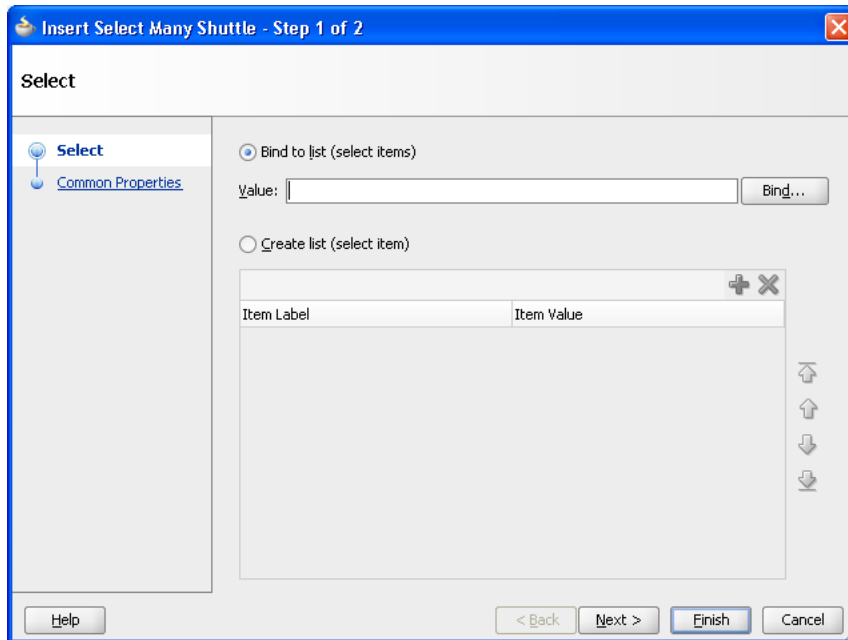 Insert Select Many Shuttle - Step 1 of 2
Select
Select
Common Properties
Bind to list (select items)
Value:
Bind...
Create list (select item)
Item Label Item Value
Help
< Back
Next >
Finish
Cancel